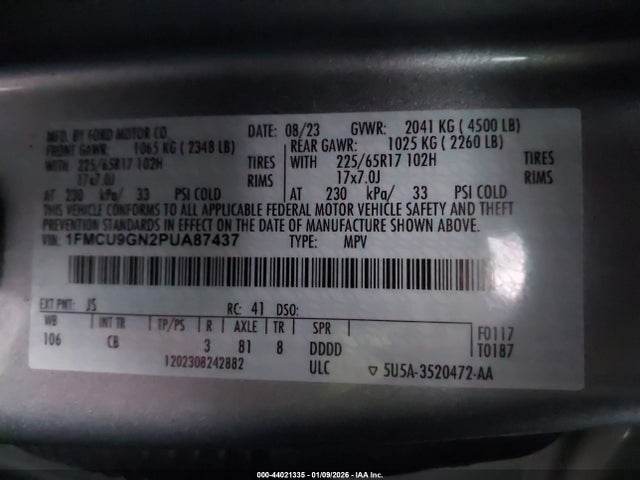 MFD. BY FORD MOTOR CO. DATE: 08/23 GVWR: 2041 KG ( 4500 LB)
FRONT GAWR: 1065 KG ( 2348 LB) REAR GAWR: 1025 KG ( 2260 LB)
WITH 225/65R17 102H TIRES WITH 225/65R17 102H TIRES
17x7.0J RIMS 17x7.0J RIMS
AT 230 kPa/ 33 PSI COLD AT 230 kPa/ 33 PSI COLD
THIS VEHICLE CONFORMS TO ALL APPLICABLE FEDERAL MOTOR VEHICLE SAFETY AND THEFT
PREVENTION STANDARDS IN EFFECT ON THE DATE OF MANUFACTURE SHOWN ABOVE.
VIN: 1FMCU9GN2PUA87437 TYPE: MPV
EXT PNT: JS RC: 41 DSO:
WB INT TR TP/PS R AXLE TR SPR F0117
106 CB 3 81 8 DDDD T0187
1202308242882 ULC ▽ 5U5A-3520472-AA
000-44021335 - 01/09/2026 - IAA Inc.